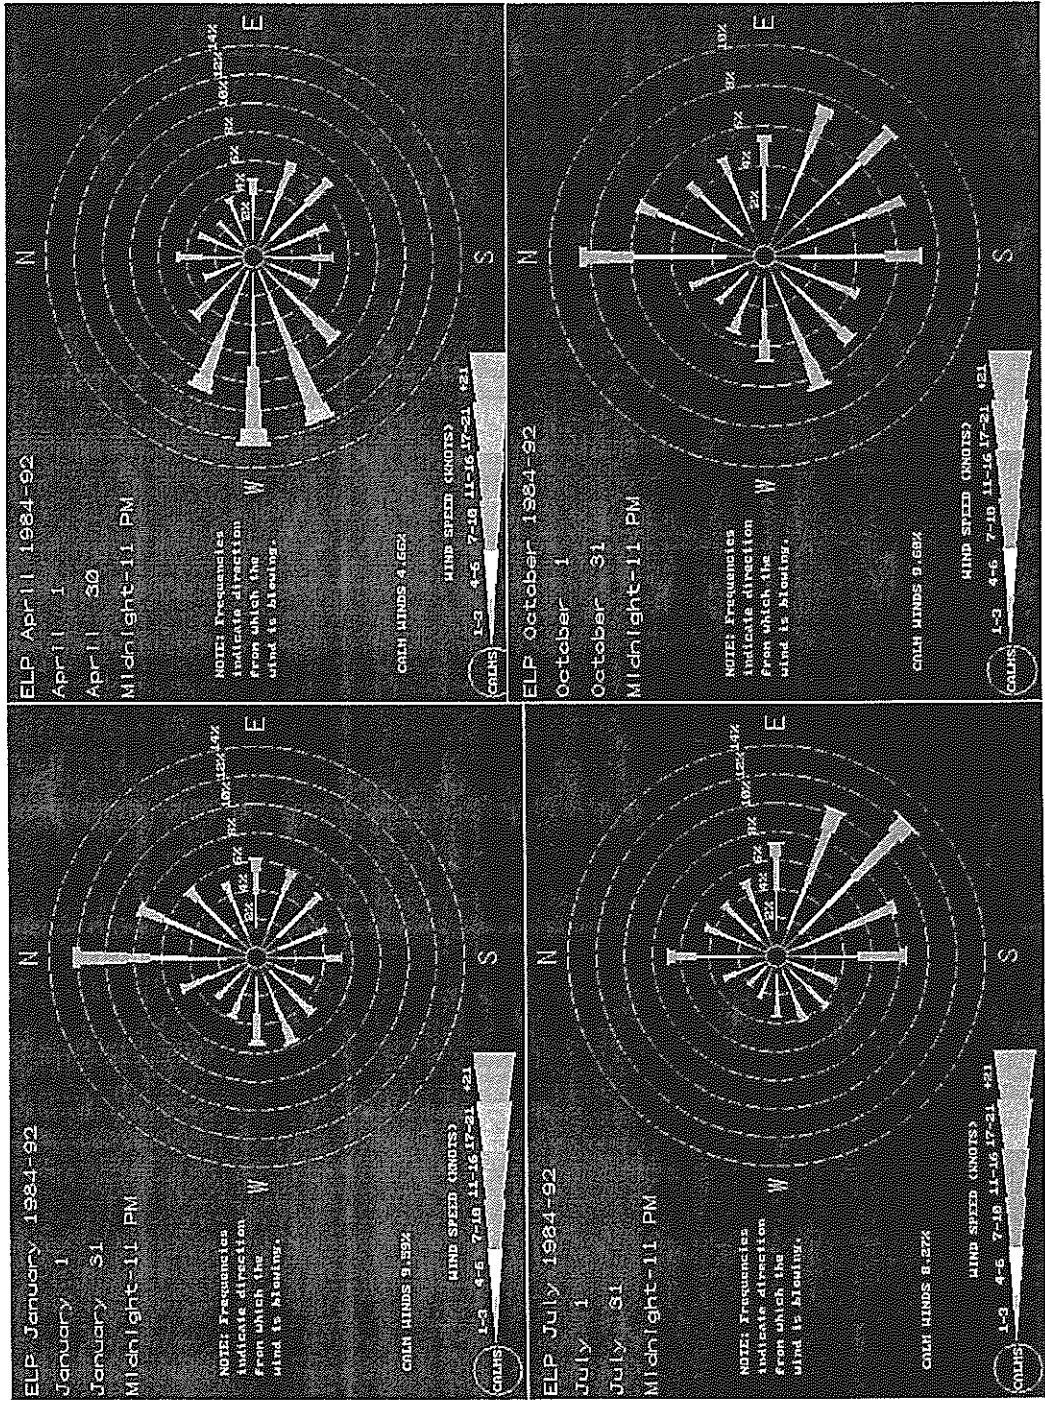 ELP January 1984-92
January 1
January 31
Midnight-11 PM
NOTE: Frequencies
indicate direction
from which the
wind is blowing.
CALM WINDS 9.59%
WIND SPEED (KNOTS)
1-3 4-6 7-10 11-16 17-21 +21
CALMS
N
E
S
W
2% 4% 6% 8% 10% 12% 14%
ELP April 1984-92
April 1
April 30
Midnight-11 PM
NOTE: Frequencies
indicate direction
from which the
wind is blowing.
CALM WINDS 4.66%
WIND SPEED (KNOTS)
1-3 4-6 7-10 11-16 17-21 +21
CALMS
N
E
S
W
2% 4% 6% 8% 10% 12% 14%
ELP July 1984-92
July 1
July 31
Midnight-11 PM
NOTE: Frequencies
indicate direction
from which the
wind is blowing.
CALM WINDS 8.27%
WIND SPEED (KNOTS)
1-3 4-6 7-10 11-16 17-21 +21
CALMS
N
E
S
W
2% 4% 6% 8% 10% 12% 14%
ELP October 1984-92
October 1
October 31
Midnight-11 PM
NOTE: Frequencies
indicate direction
from which the
wind is blowing.
CALM WINDS 9.60%
WIND SPEED (KNOTS)
1-3 4-6 7-10 11-16 17-21 +21
CALMS
N
E
S
W
2% 4% 6% 8% 10%